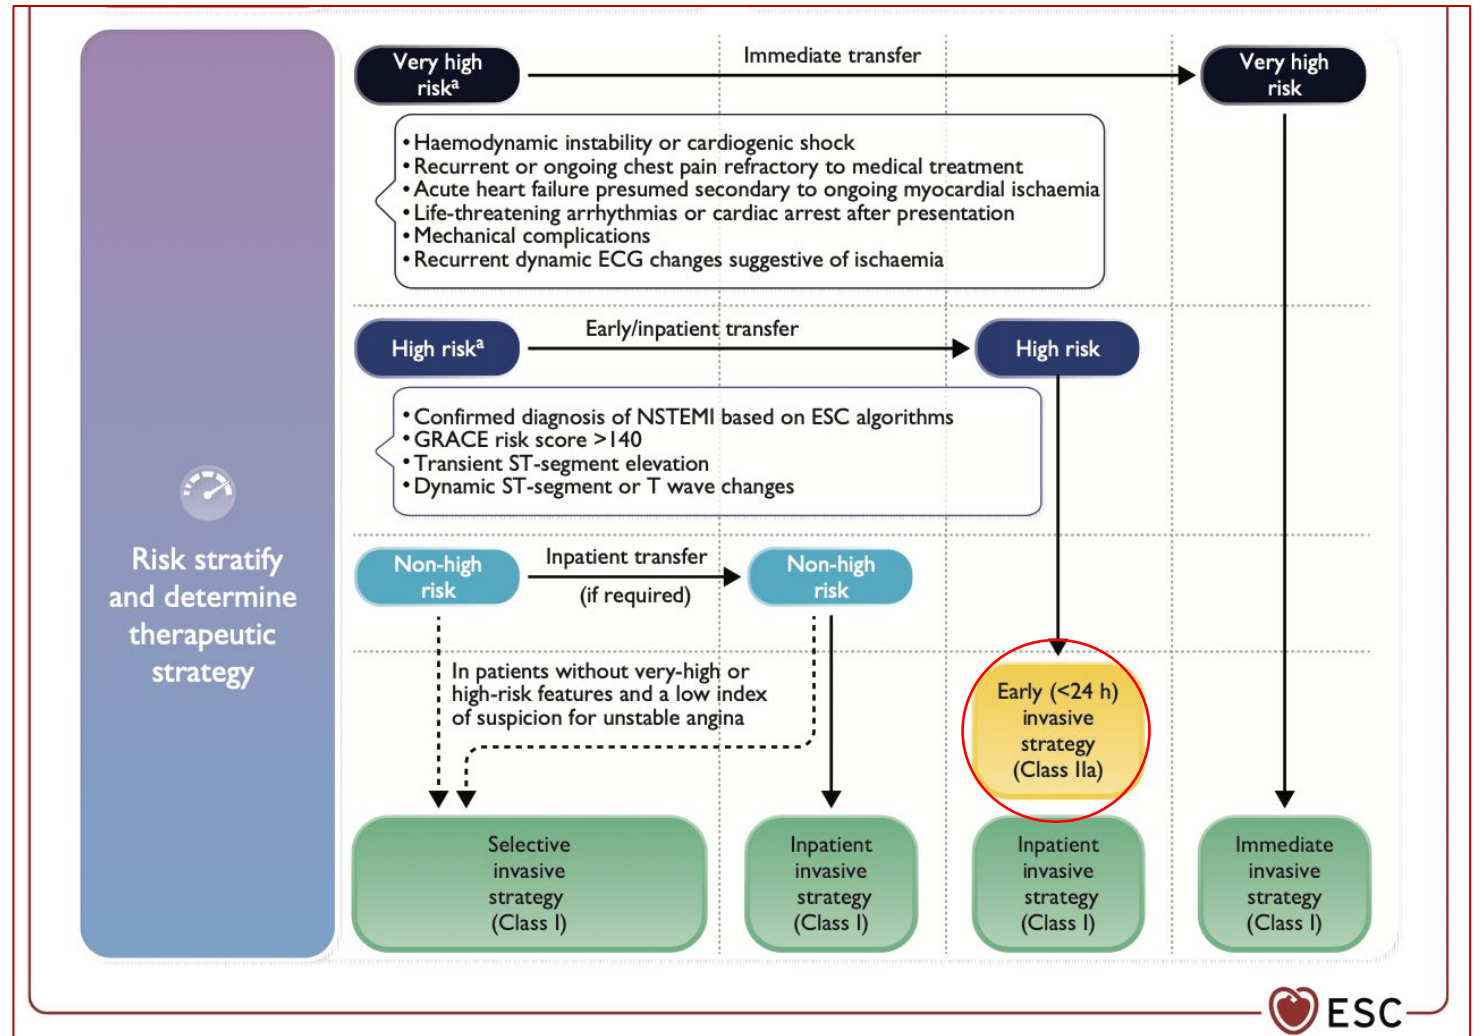 Risk stratify
and determine
therapeutic
strategy
Very high
riskª
Immediate transfer
Very high
risk
• Haemodynamic instability or cardiogenic shock
• Recurrent or ongoing chest pain refractory to medical treatment
• Acute heart failure presumed secondary to ongoing myocardial ischaemia
• Life-threatening arrhythmias or cardiac arrest after presentation
• Mechanical complications
• Recurrent dynamic ECG changes suggestive of ischaemia
High riskª
Early/inpatient transfer
High risk
• Confirmed diagnosis of NSTEMI based on ESC algorithms
• GRACE risk score >140
• Transient ST-segment elevation
• Dynamic ST-segment or T wave changes
Non-high
risk
Inpatient transfer
(if required)
Non-high
risk
In patients without very-high or
high-risk features and a low index
of suspicion for unstable angina
Early (<24 h)
invasive
strategy
(Class IIa)
Selective
invasive
strategy
(Class I)
Inpatient
invasive
strategy
(Class I)
Inpatient
invasive
strategy
(Class I)
Immediate
invasive
strategy
(Class I)
ESC